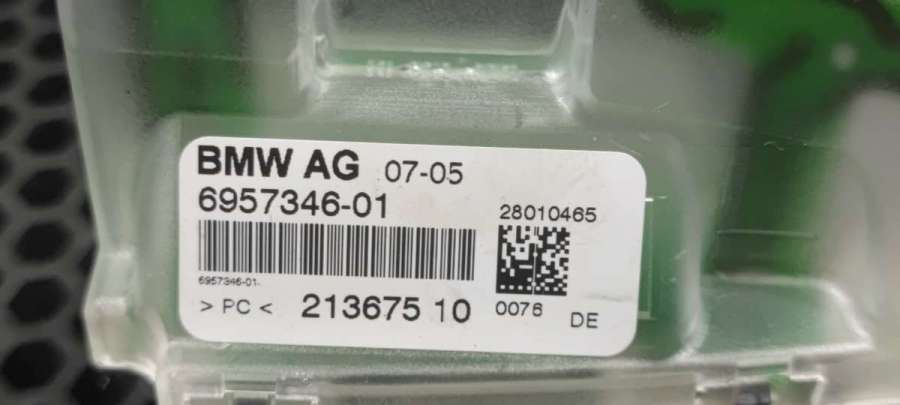 BMW AG 07-05
6957346-01
28010465
6957346-01
> PC < 213675 10
0076 DE